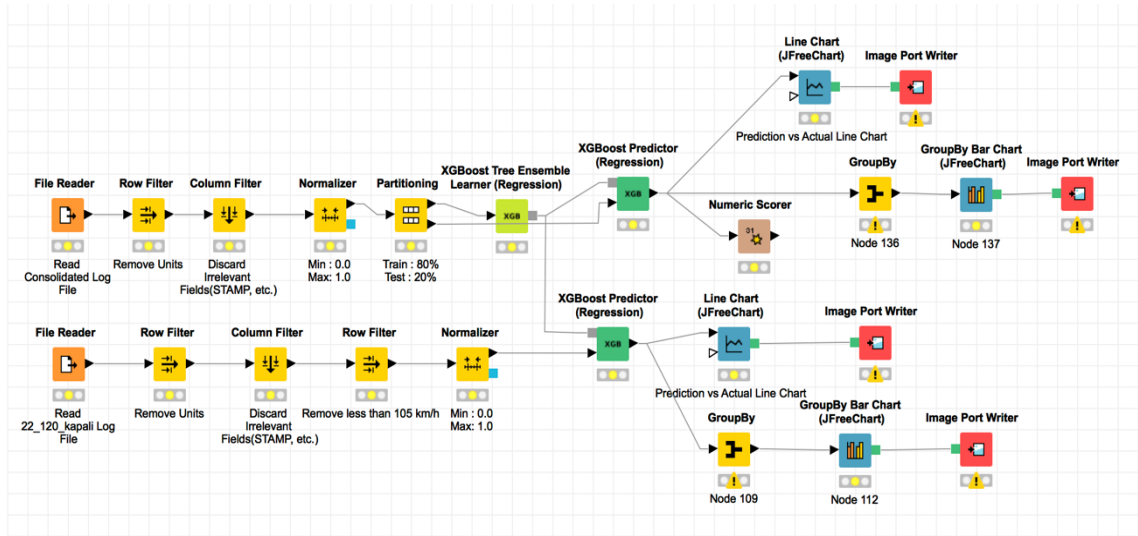 Line Chart
(JFreeChart)
Image Port Writer
Prediction vs Actual Line Chart
XGBoost Predictor
(Regression)
GroupBy
GroupBy Bar Chart
(JFreeChart)
Image Port Writer
XGBoost Tree Ensemble
Learner (Regression)
File Reader
Row Filter
Column Filter
Normalizer
Partitioning
XGB
XGB
Numeric Scorer
Node 136
Node 137
Read
Consolidated Log
File
Remove Units
Discard
Irrelevant
Fields(STAMP, etc.)
Min : 0.0
Max: 1.0
Train : 80%
Test : 20%
XGBoost Predictor
(Regression)
Line Chart
(JFreeChart)
Image Port Writer
File Reader
Row Filter
Column Filter
Row Filter
Normalizer
XGB
Read
22_120_kapali Log
File
Remove Units
Discard
Irrelevant
Fields(STAMP, etc.)
Remove less than 105 km/h
Min : 0.0
Max: 1.0
Prediction vs Actual Line Chart
GroupBy
GroupBy Bar Chart
(JFreeChart)
Image Port Writer
Node 109
Node 112